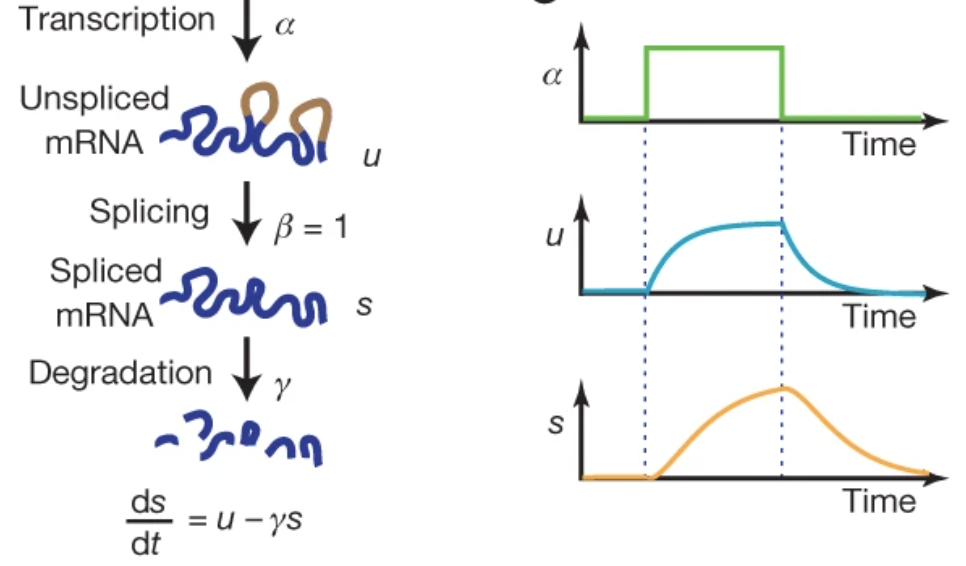 Transcription
α
Unspliced
mRNA
u
Splicing
β = 1
Spliced
mRNA
s
Degradation
γ
ds
dt
= u − γs
α
Time
u
Time
s
Time